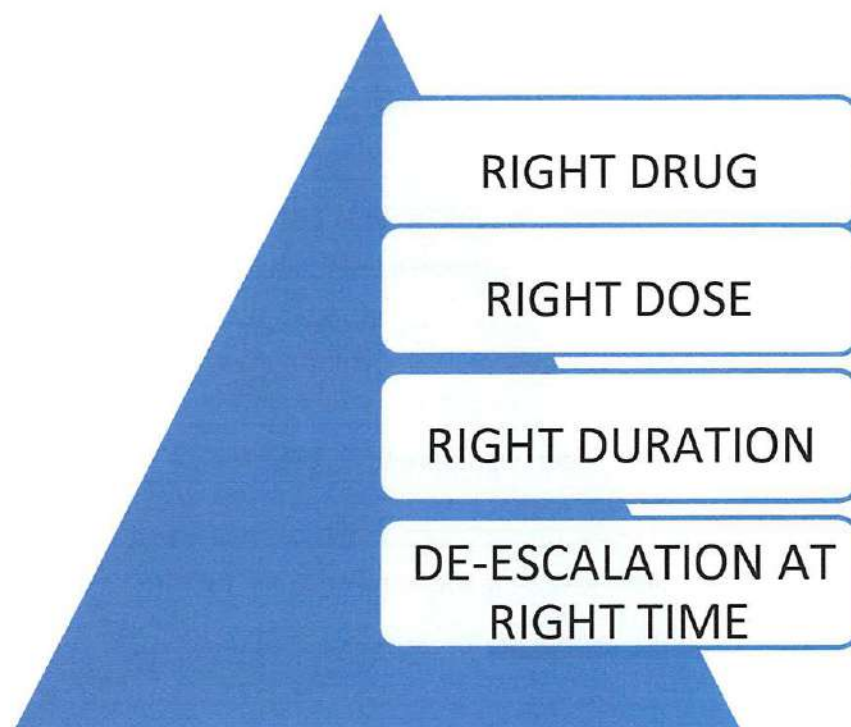 RIGHT DRUG
RIGHT DOSE
RIGHT DURATION
DE-ESCALATION AT
RIGHT TIME